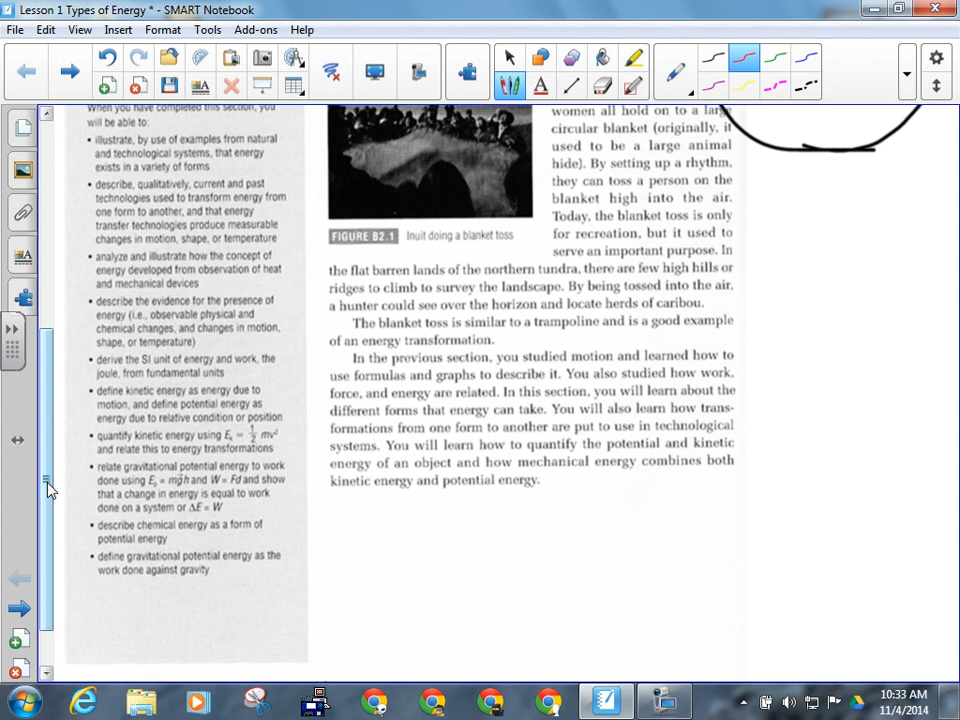 Lesson 1 Types of Energy * - SMART Notebook
File Edit View Insert Format Tools Add-ons Help
When you have completed this section, you
will be able to:
• illustrate, by use of examples from natural
and technological systems, that energy
exists in a variety of forms
• describe, qualitatively, current and past
technologies used to transform energy from
one form to another, and that energy
transfer technologies produce measurable
changes in motion, shape, or temperature
• analyze and illustrate how the concept of
energy developed from observation of heat
and mechanical devices
• describe the evidence for the presence of
energy (i.e., observable physical and
chemical changes, and changes in motion,
shape, or temperature)
• derive the SI unit of energy and work, the
joule, from fundamental units
• define kinetic energy as energy due to
motion, and define potential energy as
energy due to relative condition or position
• quantify kinetic energy using Eₖ = 1/2 mv²
and relate this to energy transformations
• relate gravitational potential energy to work
done using Eₚ = mg⃗h and W = Fd and show
that a change in energy is equal to work
done on a system or ΔE = W
• describe chemical energy as a form of
potential energy
• define gravitational potential energy as the
work done against gravity
FIGURE B2.1 Inuit doing a blanket toss
women all hold on to a large
circular blanket (originally, it
used to be a large animal
hide). By setting up a rhythm,
they can toss a person on the
blanket high into the air.
Today, the blanket toss is only
for recreation, but it used to
serve an important purpose. In
the flat barren lands of the northern tundra, there are few high hills or
ridges to climb to survey the landscape. By being tossed into the air,
a hunter could see over the horizon and locate herds of caribou.
The blanket toss is similar to a trampoline and is a good example
of an energy transformation.
In the previous section, you studied motion and learned how to
use formulas and graphs to describe it. You also studied how work,
force, and energy are related. In this section, you will learn about the
different forms that energy can take. You will also learn how trans-
formations from one form to another are put to use in technological
systems. You will learn how to quantify the potential and kinetic
energy of an object and how mechanical energy combines both
kinetic energy and potential energy.
10:33 AM
11/4/2014